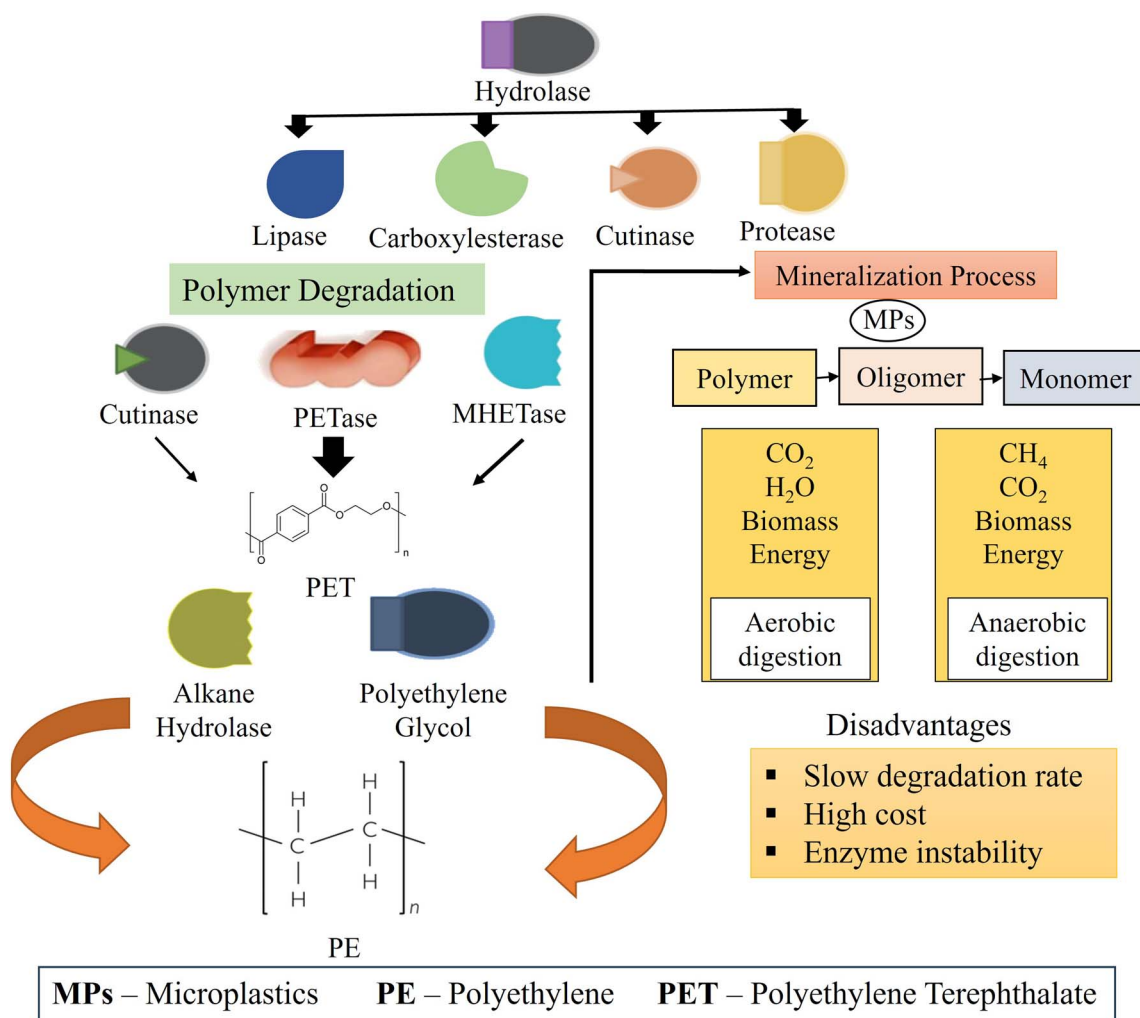 Hydrolase
Lipase
Carboxylesterase
Cutinase
Protease
Polymer Degradation
Cutinase
PETase
MHETase
O
O
O
O
n
PET
Alkane
Hydrolase
Polyethylene
Glycol
H
H
C
C
H
H
n
PE
Mineralization Process
MPs
Polymer
Oligomer
Monomer
CO₂
H₂O
Biomass
Energy
Aerobic
digestion
CH₄
CO₂
Biomass
Energy
Anaerobic
digestion
Disadvantages
▪ Slow degradation rate
▪ High cost
▪ Enzyme instability
MPs – Microplastics PE – Polyethylene PET – Polyethylene Terephthalate